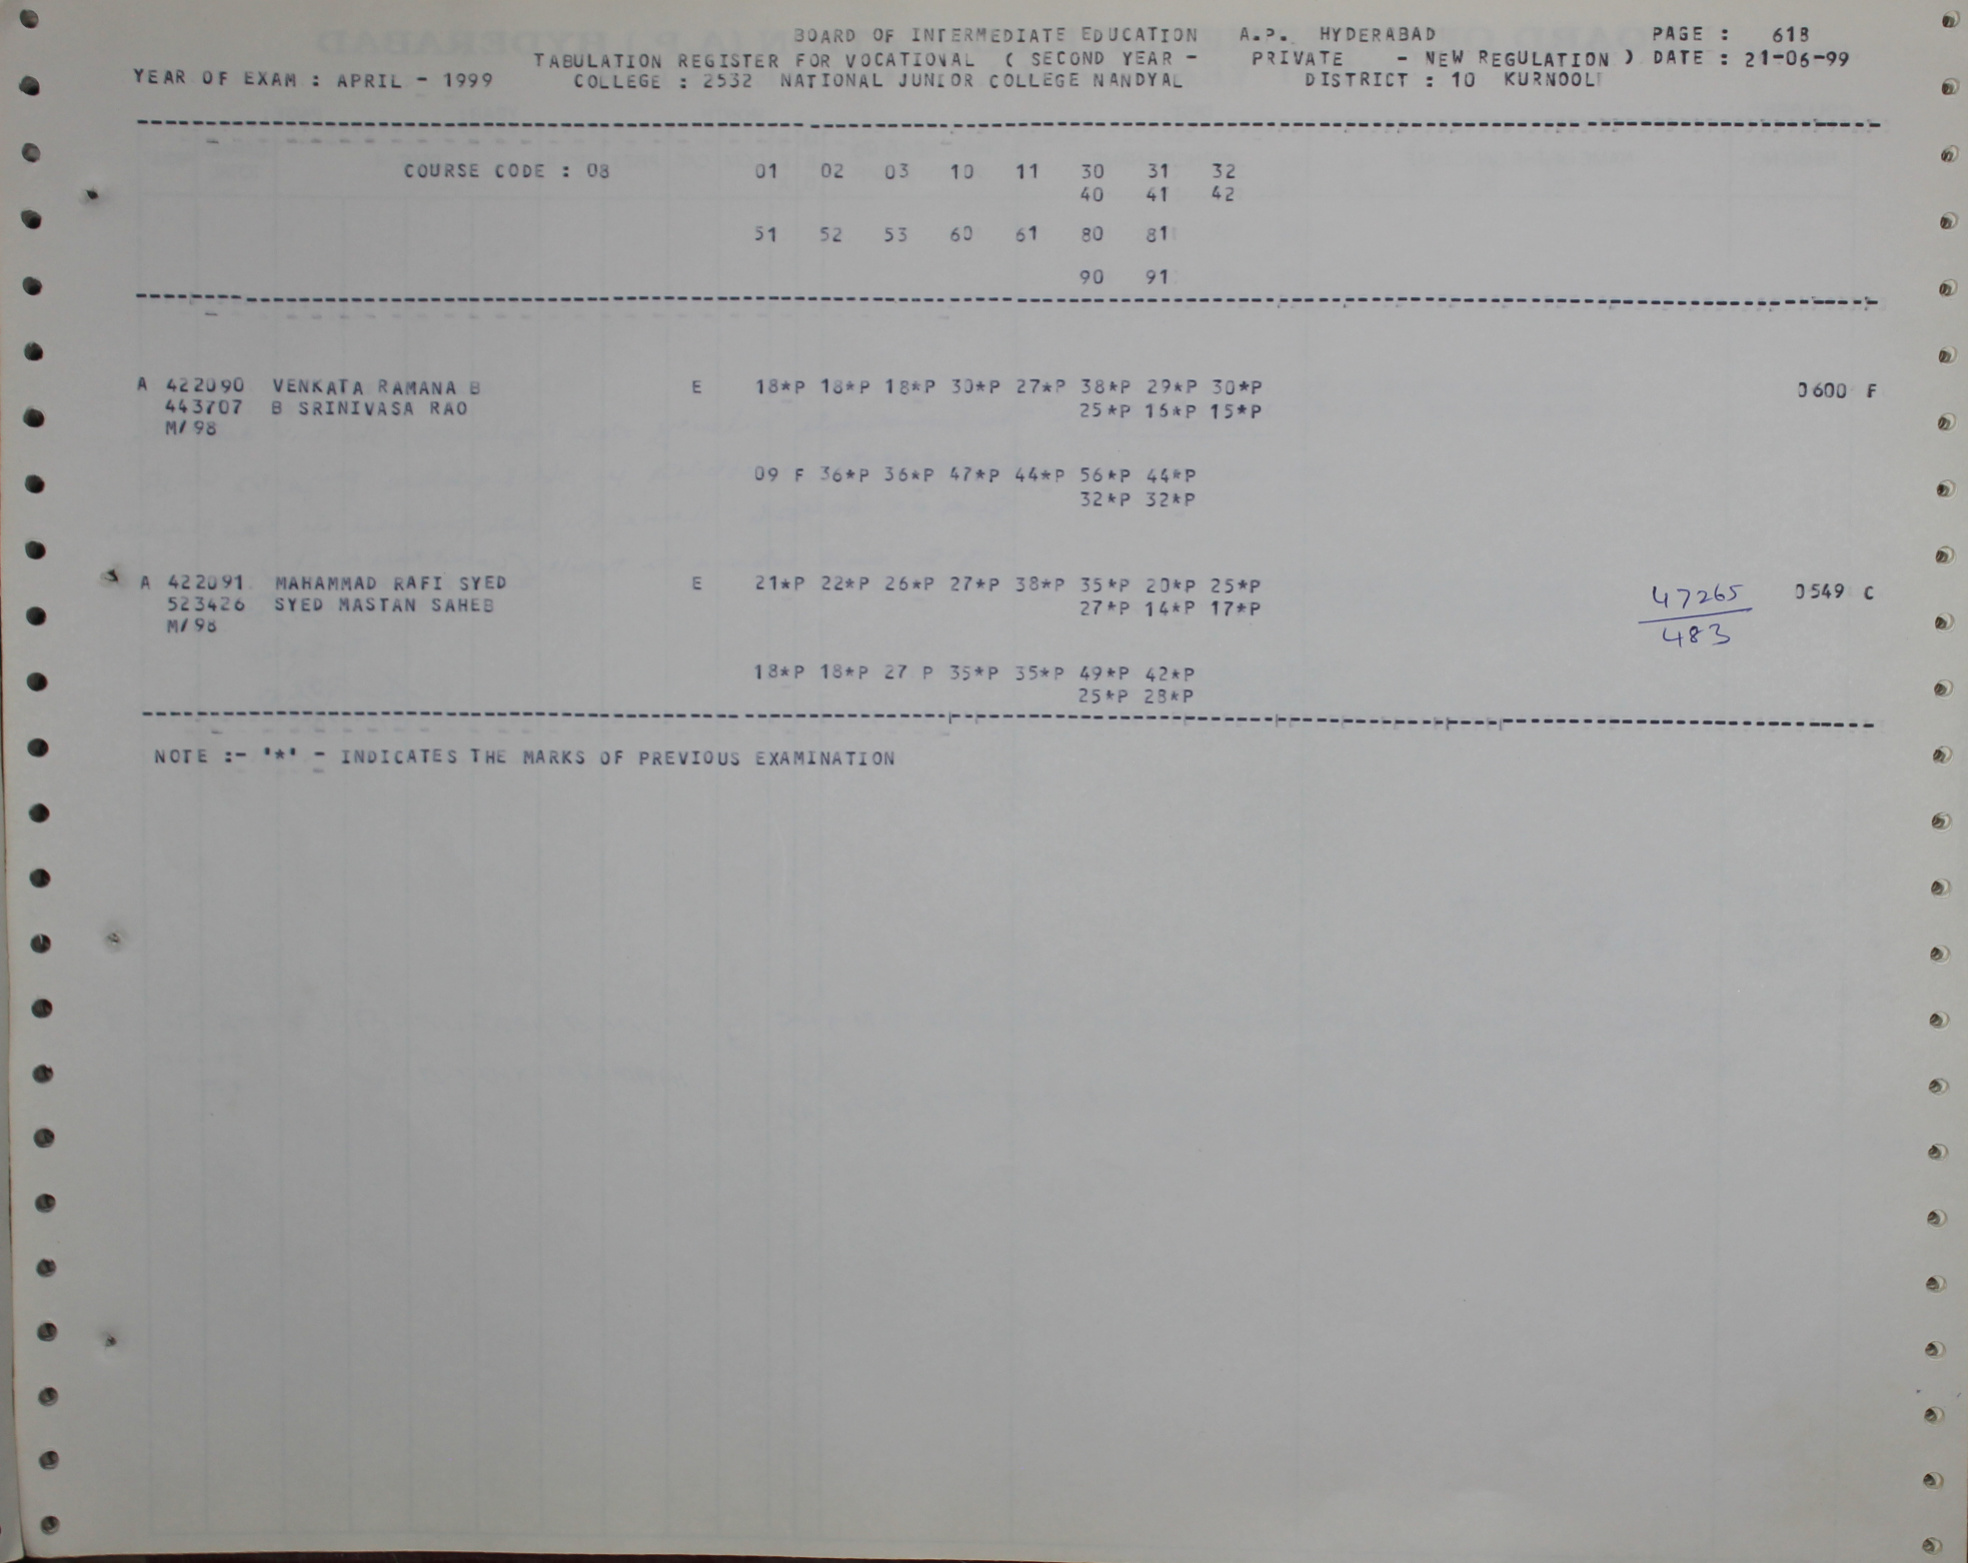 BOARD OF INTERMEDIATE EDUCATION A.P. HYDERABAD PAGE : 618
TABULATION REGISTER FOR VOCATIONAL ( SECOND YEAR - PRIVATE - NEW REGULATION ) DATE : 21-06-99
YEAR OF EXAM : APRIL - 1999 COLLEGE : 2532 NATIONAL JUNIOR COLLEGE NANDYAL DISTRICT : 10 KURNOOL
COURSE CODE : 08 01 02 03 10 11 30 31 32
40 41 42
51 52 53 60 61 80 81
90 91
A 422090 VENKATA RAMANA B E 18*P 18*P 18*P 30*P 27*P 38*P 29*P 30*P 0600 F
443707 B SRINIVASA RAO 25*P 16*P 15*P
M/98
09 F 36*P 36*P 47*P 44*P 56*P 44*P
32*P 32*P
A 422091 MAHAMMAD RAFI SYED E 21*P 22*P 26*P 27*P 38*P 35*P 20*P 25*P 47265 0549 C
523426 SYED MASTAN SAHEB 27*P 14*P 17*P 483
M/98
18*P 18*P 27 P 35*P 35*P 49*P 42*P
25*P 28*P
NOTE :- '*' - INDICATES THE MARKS OF PREVIOUS EXAMINATION